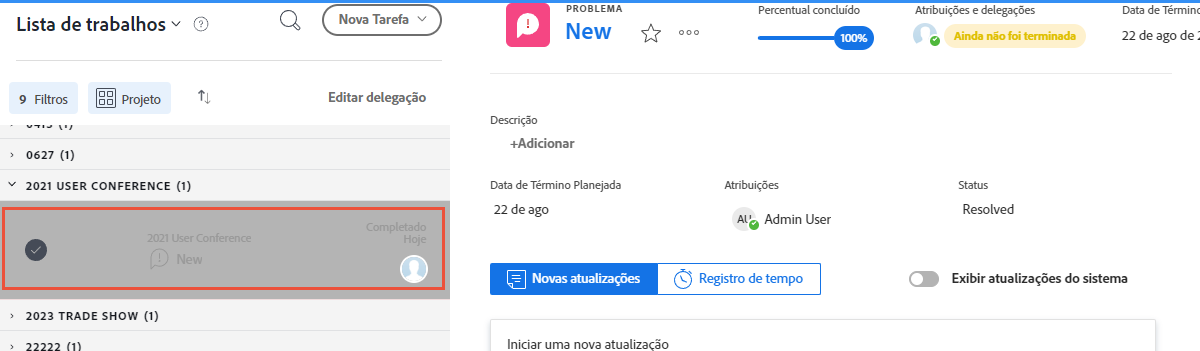 Lista de trabalhos
Nova Tarefa
9 Filtros
Projeto
Editar delegação
0415 (1)
0627 (1)
2021 USER CONFERENCE (1)
2021 User Conference
New
Completado
Hoje
2023 TRADE SHOW (1)
22222 (1)
PROBLEMA
New
Percentual concluído
100%
Atribuições e delegações
Ainda não foi terminada
Data de Término
22 de ago de 2
Descrição
+Adicionar
Data de Término Planejada
22 de ago
Atribuições
AU Admin User
Status
Resolved
Novas atualizações
Registro de tempo
Exibir atualizações do sistema
Iniciar uma nova atualização